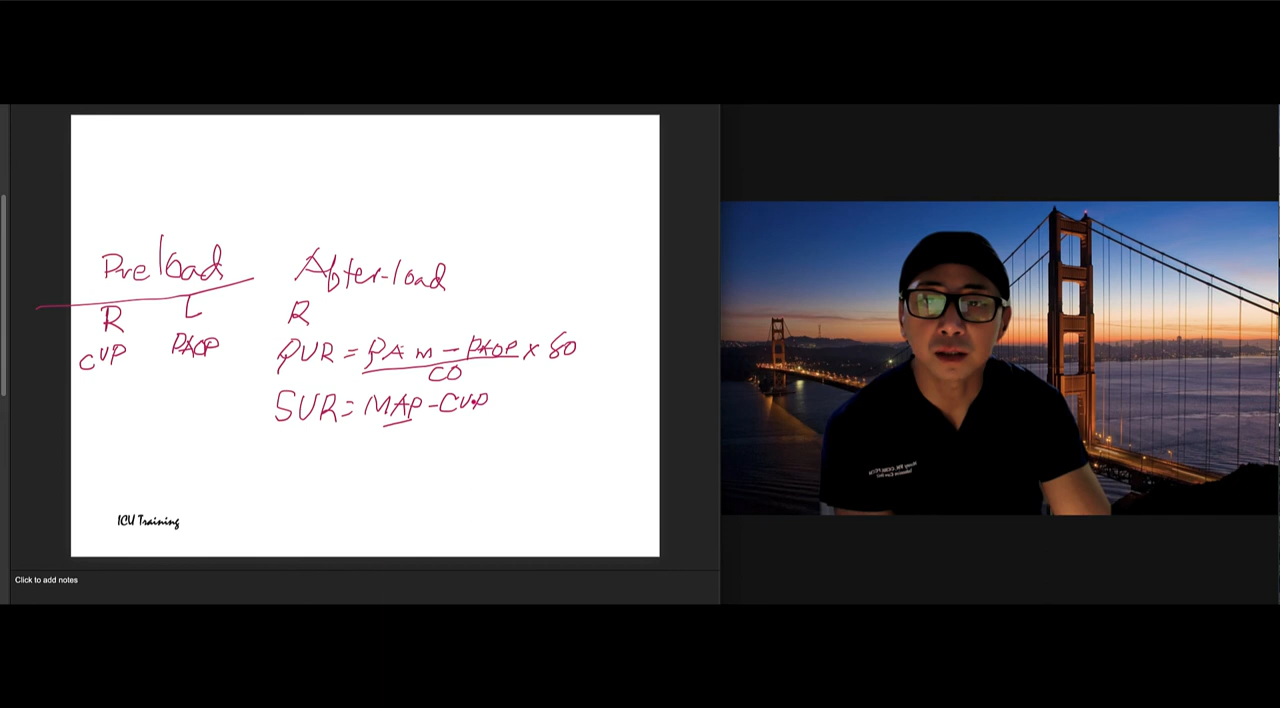 Preload
After-load
R L
R
CVP PAOP
PVR = PAM - PAOP × 80
CO
SVR = MAP - CVP
ICU Training
Click to add notes